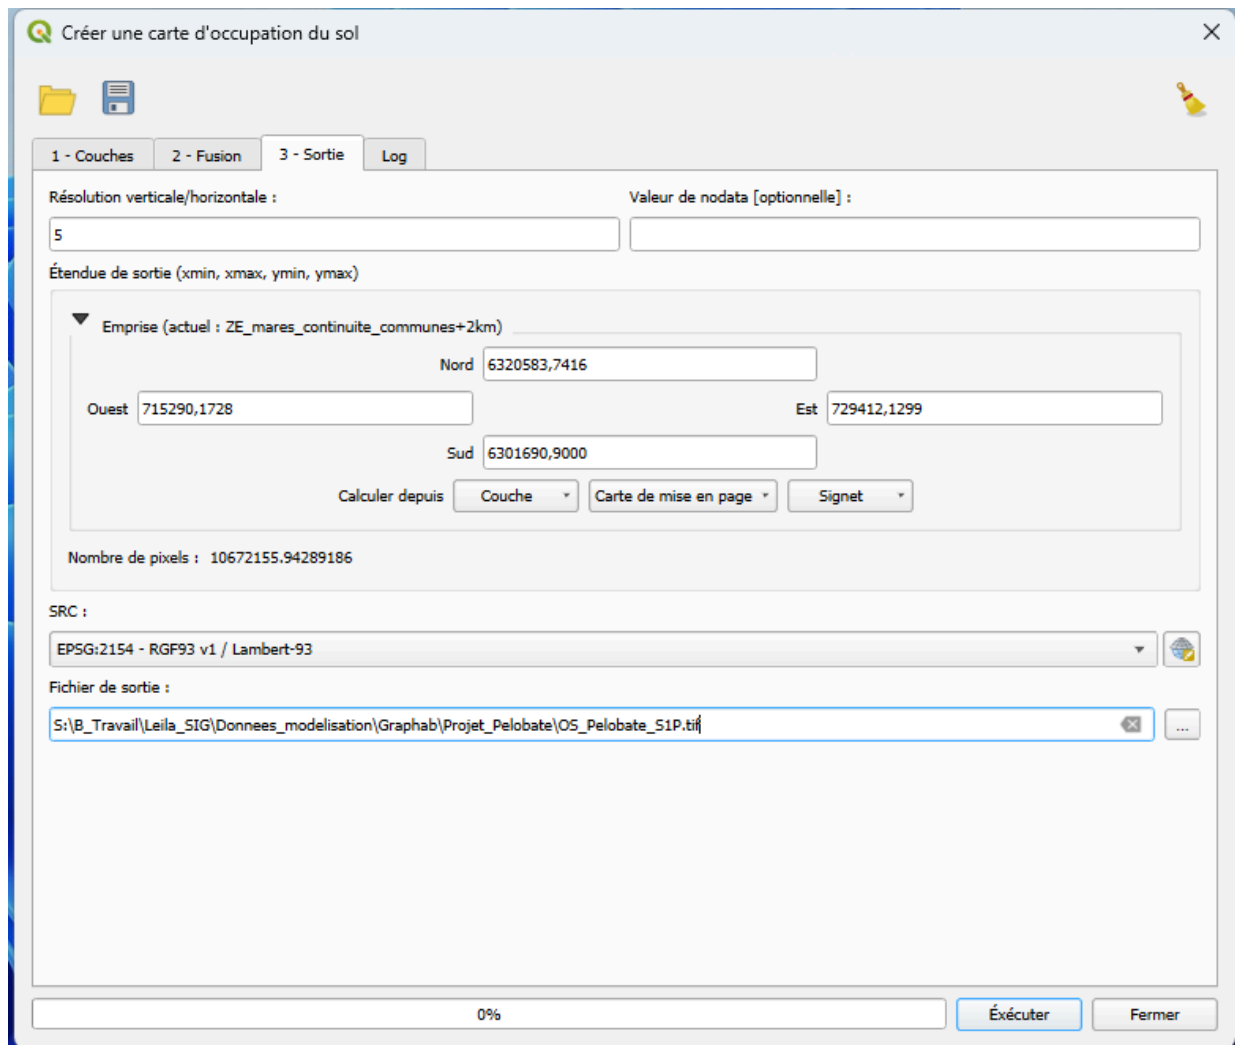 Créer une carte d'occupation du sol
1 - Couches 2 - Fusion 3 - Sortie Log
Résolution verticale/horizontale : Valeur de nodata [optionnelle] :
5
Étendue de sortie (xmin, xmax, ymin, ymax)
Emprise (actuel : ZE_mares_continuite_communes+2km)
Nord 6320583,7416
Ouest 715290,1728 Est 729412,1299
Sud 6301690,9000
Calculer depuis Couche Carte de mise en page Signet
Nombre de pixels : 10672155.94289186
SRC :
EPSG:2154 - RGF93 v1 / Lambert-93
Fichier de sortie :
S:\B_Travail\Leila_SIG\Donnees_modelisation\Graphab\Projet_Pelobate\OS_Pelobate_S1P.tif
...
0% Éxécuter Fermer